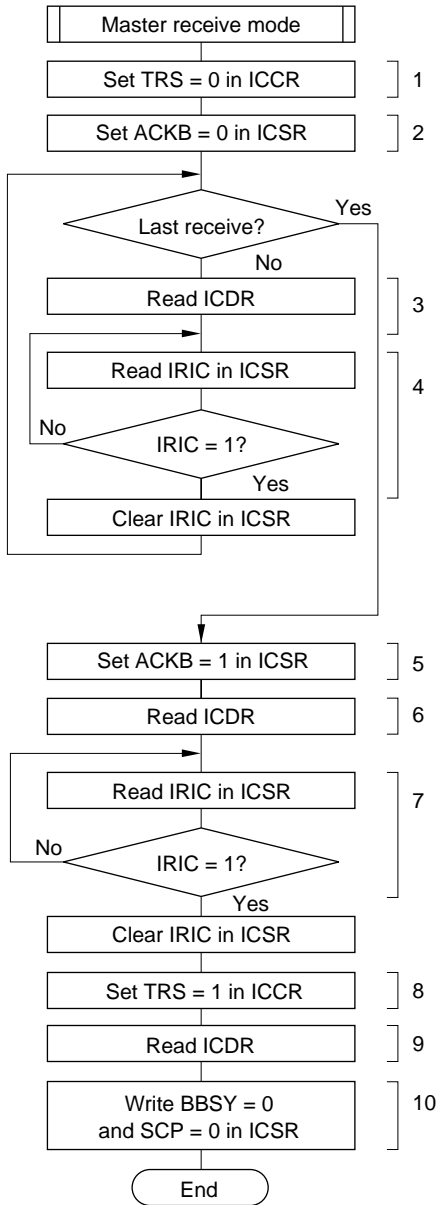 Master receive mode
Set TRS = 0 in ICCR
1
Set ACKB = 0 in ICSR
2
Last receive?
Yes
No
Read ICDR
3
Read IRIC in ICSR
4
No
IRIC = 1?
Yes
Clear IRIC in ICSR
Set ACKB = 1 in ICSR
5
Read ICDR
6
Read IRIC in ICSR
7
No
IRIC = 1?
Yes
Clear IRIC in ICSR
Set TRS = 1 in ICCR
8
Read ICDR
9
Write BBSY = 0
and SCP = 0 in ICSR
10
End